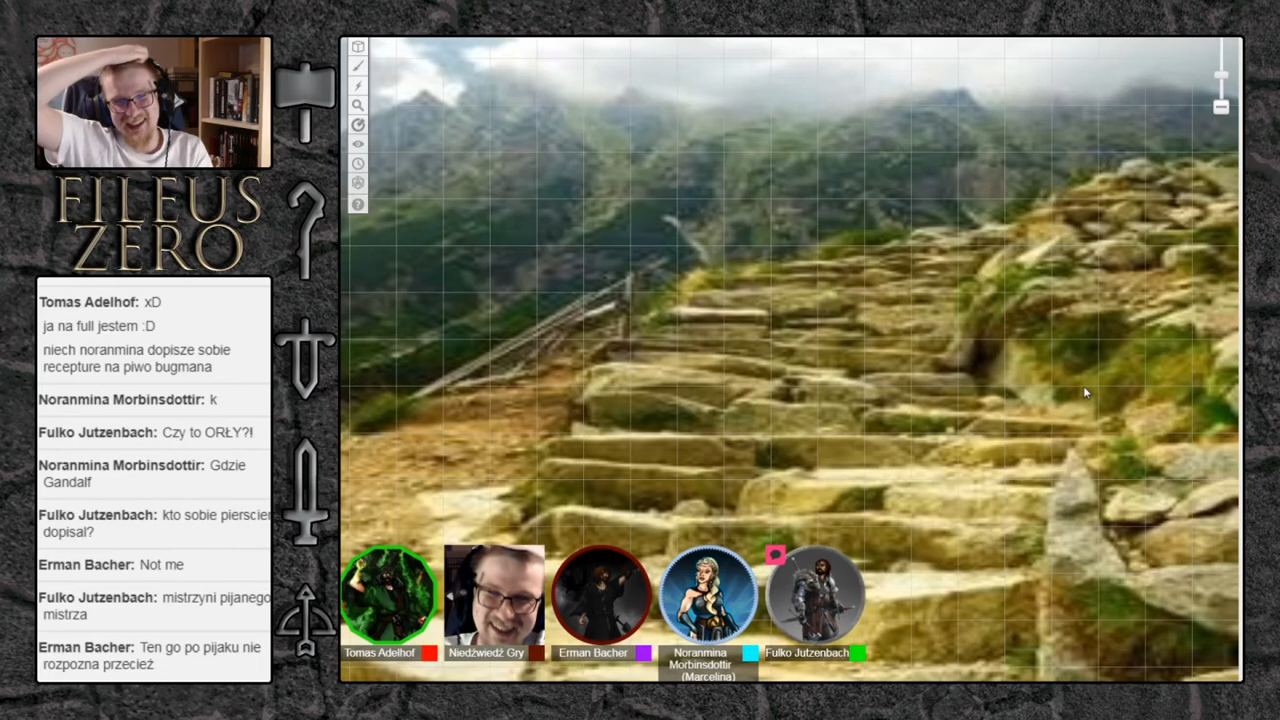 FILEUS
ZERO
Tomas Adelhof: xD
ja na full jestem :D
niech noranmina dopisze sobie
recepture na piwo bugmana
Noranmina Morbinsdottir: k
Fulko Jutzenbach: Czy to ORŁY?!
Noranmina Morbinsdottir: Gdzie
Gandalf
Fulko Jutzenbach: kto sobie pierscien
dopisal?
Erman Bacher: Not me
Fulko Jutzenbach: mistrzyni pijanego
mistrza
Erman Bacher: Ten go po pijaku nie
rozpozna przecież
Tomas Adelhof
Niedźwiedź Gry
Erman Bacher
Noranmina
Morbinsdottir
(Marcelina)
Fulko Jutzenbach